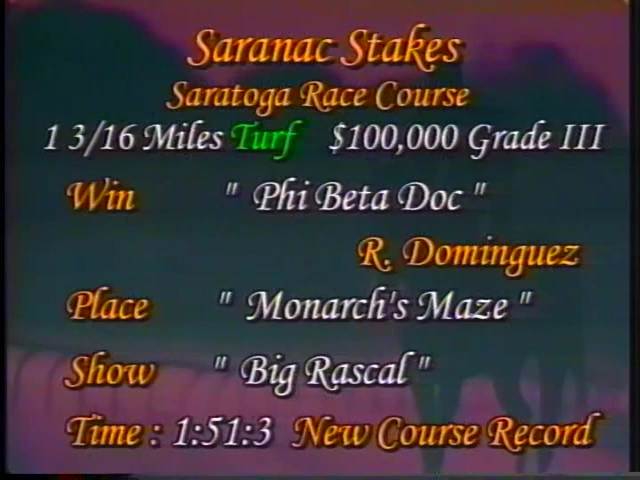 Saranac Stakes
Saratoga Race Course
1 3/16 Miles Turf $100,000 Grade III
Win " Phi Beta Doc "
R. Dominguez
Place " Monarch's Maze "
Show " Big Rascal "
Time : 1:51:3 New Course Record